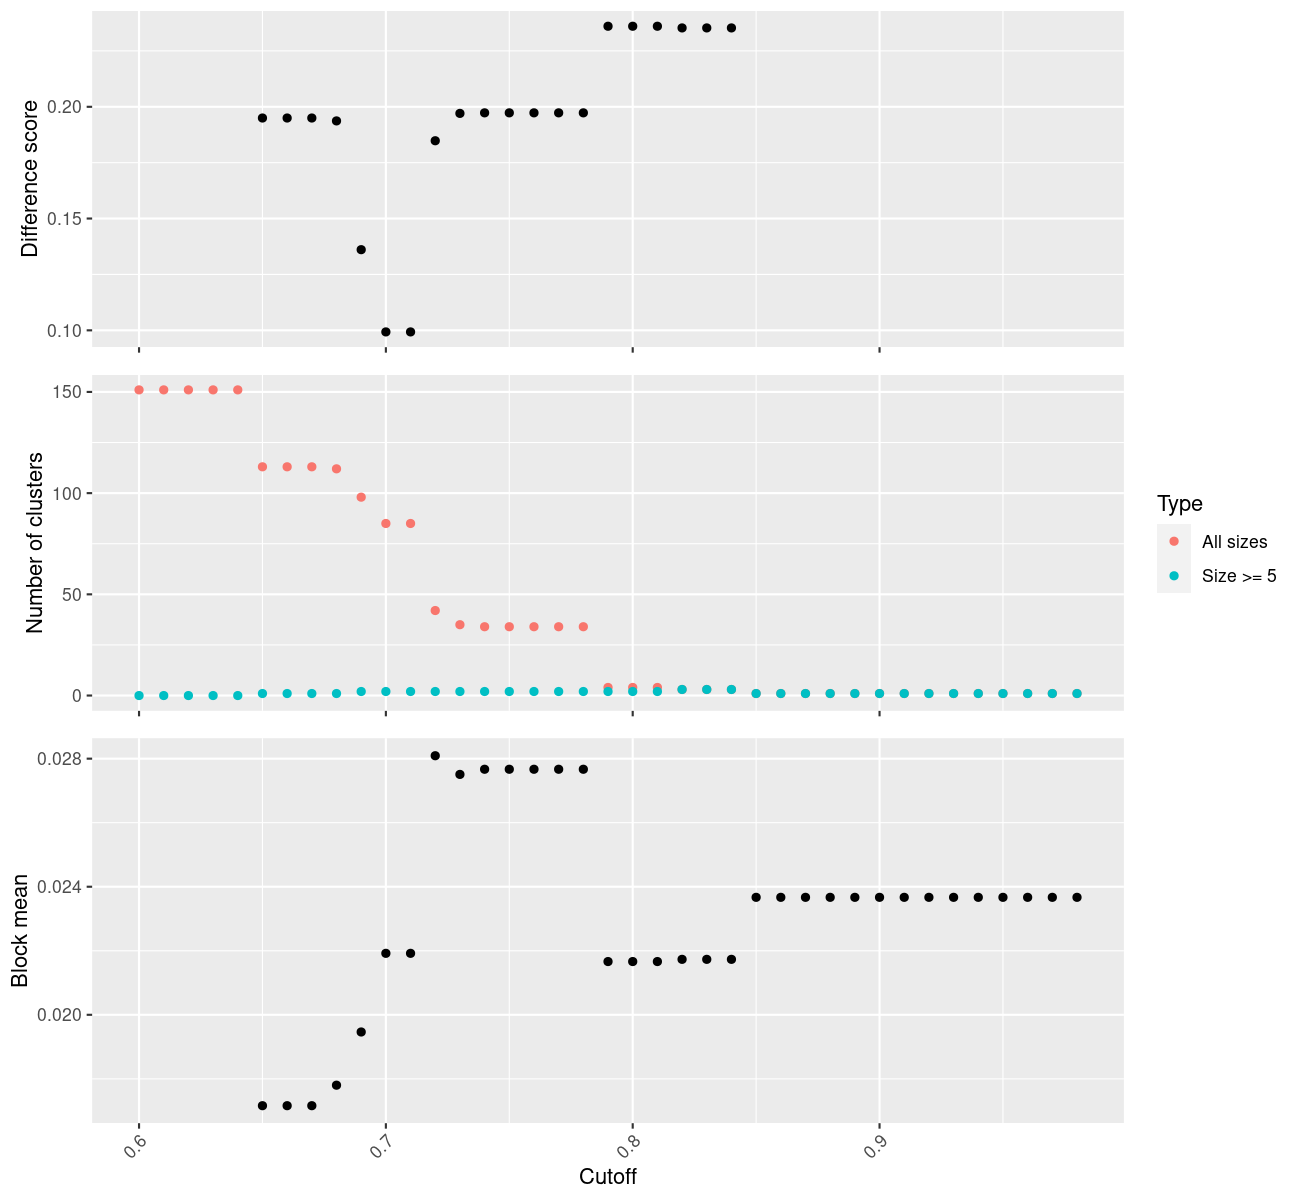 Difference score
0.20
0.15
0.10
Number of clusters
150
100
50
0
Type
All sizes
Size >= 5
Block mean
0.028
0.024
0.020
0.6
0.7
0.8
0.9
Cutoff